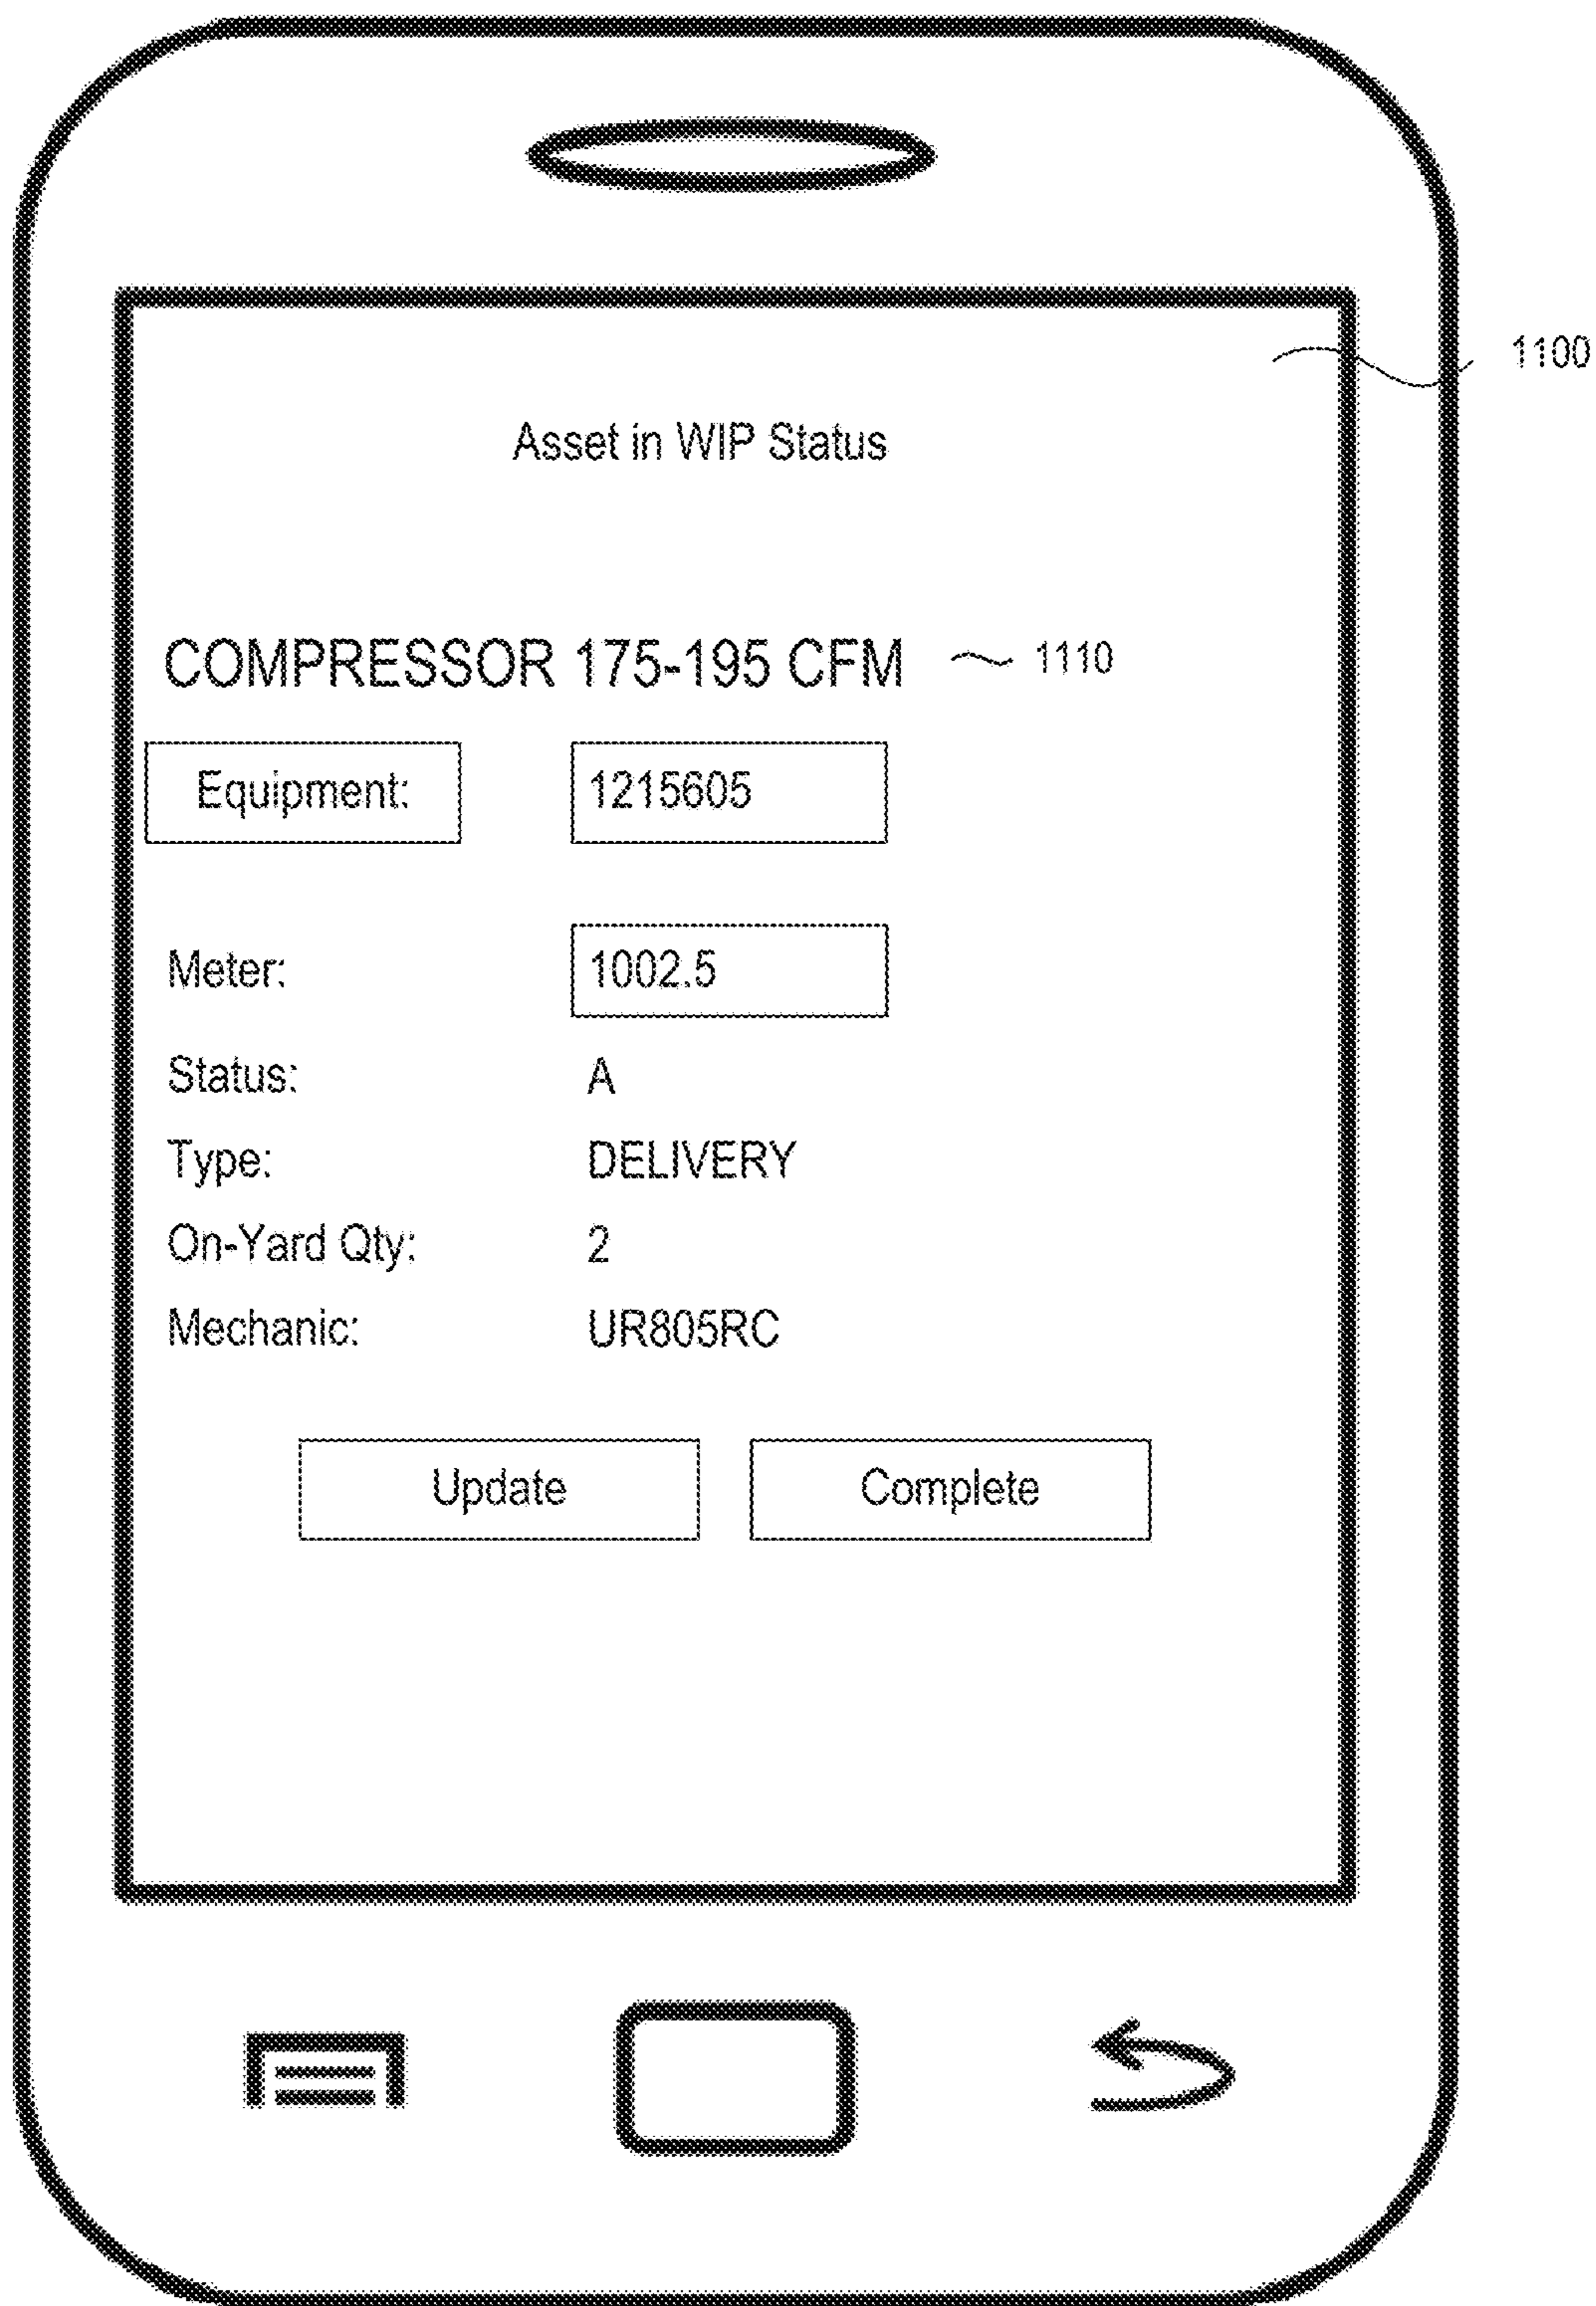 1100
Asset in WIP Status
COMPRESSOR 175-195 CFM 1110
Equipment: 1215605
Meter: 1002.5
Status: A
Type: DELIVERY
On-Yard Qty: 2
Mechanic: UR805RC
Update Complete